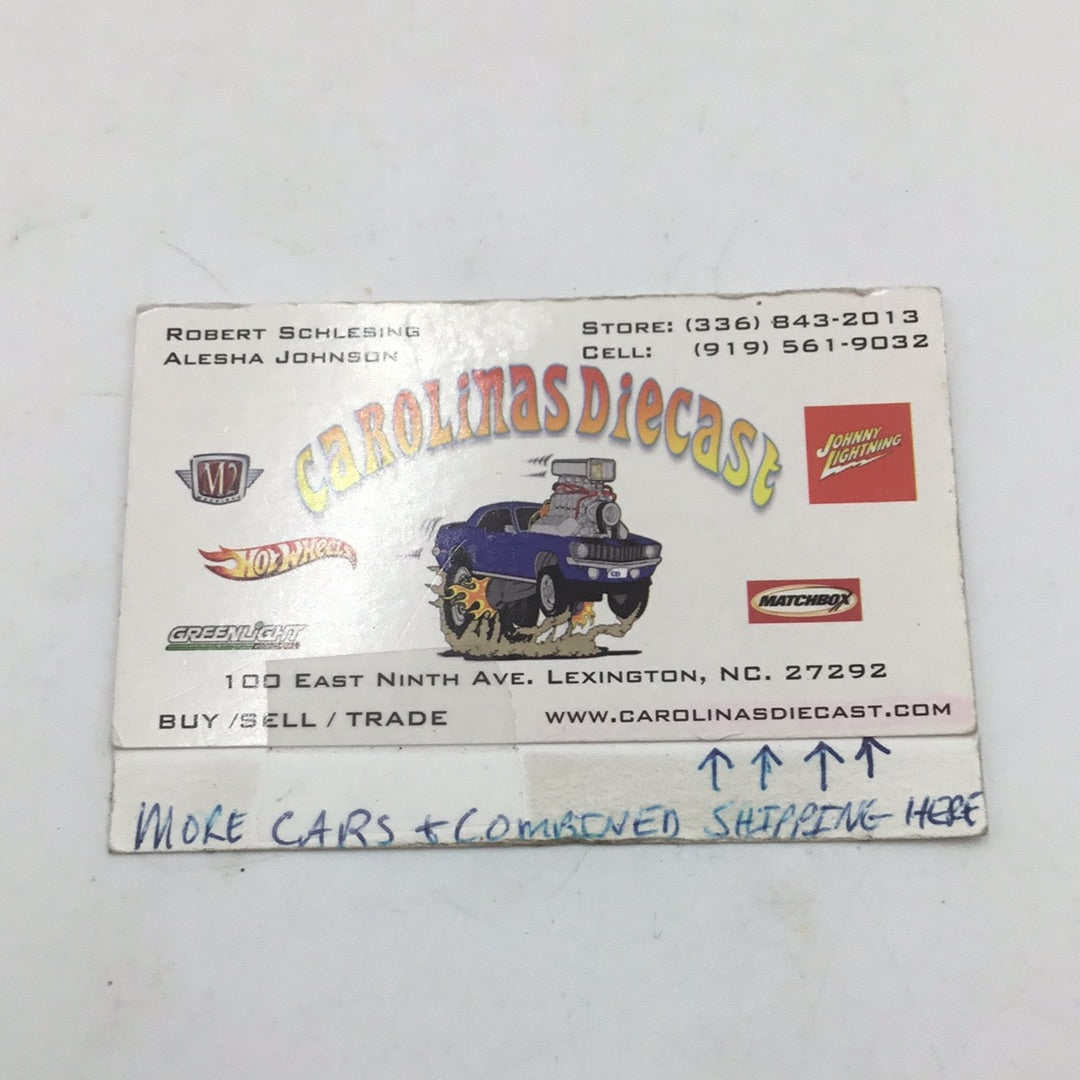 ROBERT SCHLESING
ALESHA JOHNSON
STORE: (336) 843-2013
CELL: (919) 561-9032
CAROLINAS DIECAST
M2
JOHNNY LIGHTNING
HOT WHEELS
MATCHBOX
GREENLIGHT
CD
100 EAST NINTH AVE. LEXINGTON, NC. 27292
BUY /SELL / TRADE
WWW.CAROLINASDIECAST.COM
↑ ↑ ↑ ↑
MORE CARS + COMBINED SHIPPING HERE